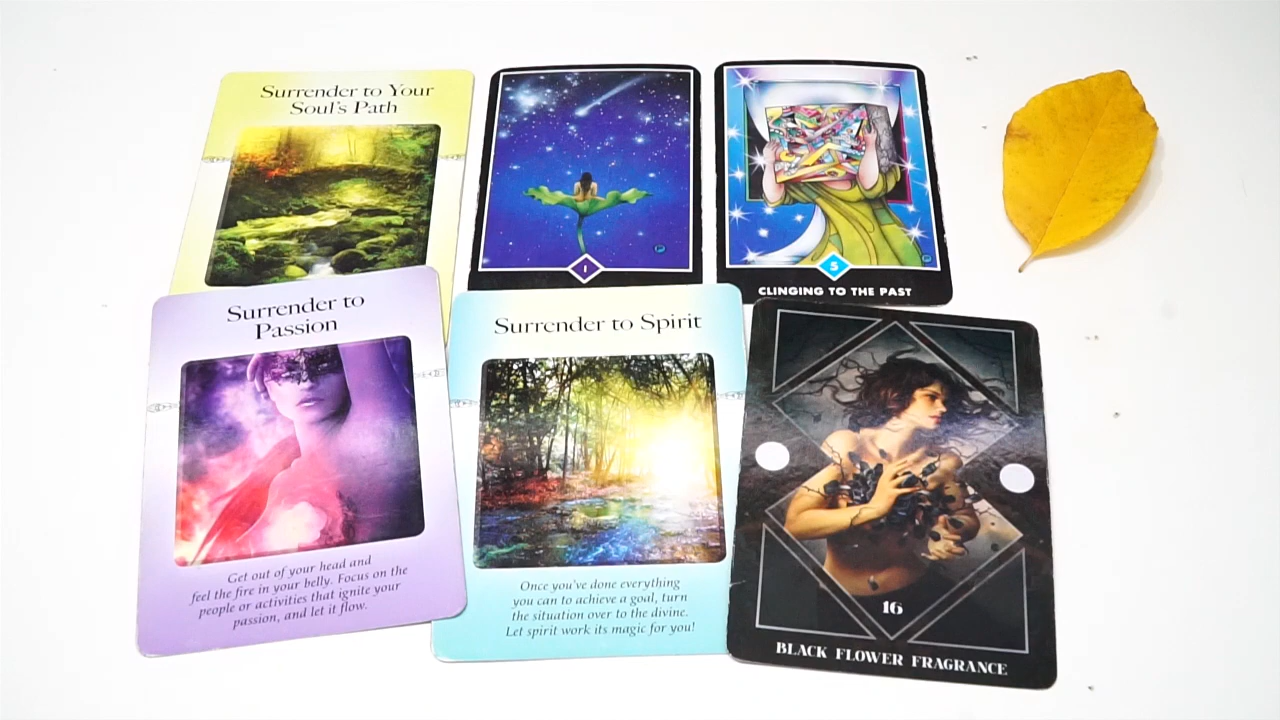 Surrender to Your
Soul's Path
1
5
CLINGING TO THE PAST
Surrender to
Passion
Get out of your head and
feel the fire in your belly. Focus on the
people or activities that ignite your
passion, and let it flow.
Surrender to Spirit
Once you've done everything
you can to achieve a goal, turn
the situation over to the divine.
Let spirit work its magic for you!
16
BLACK FLOWER FRAGRANCE